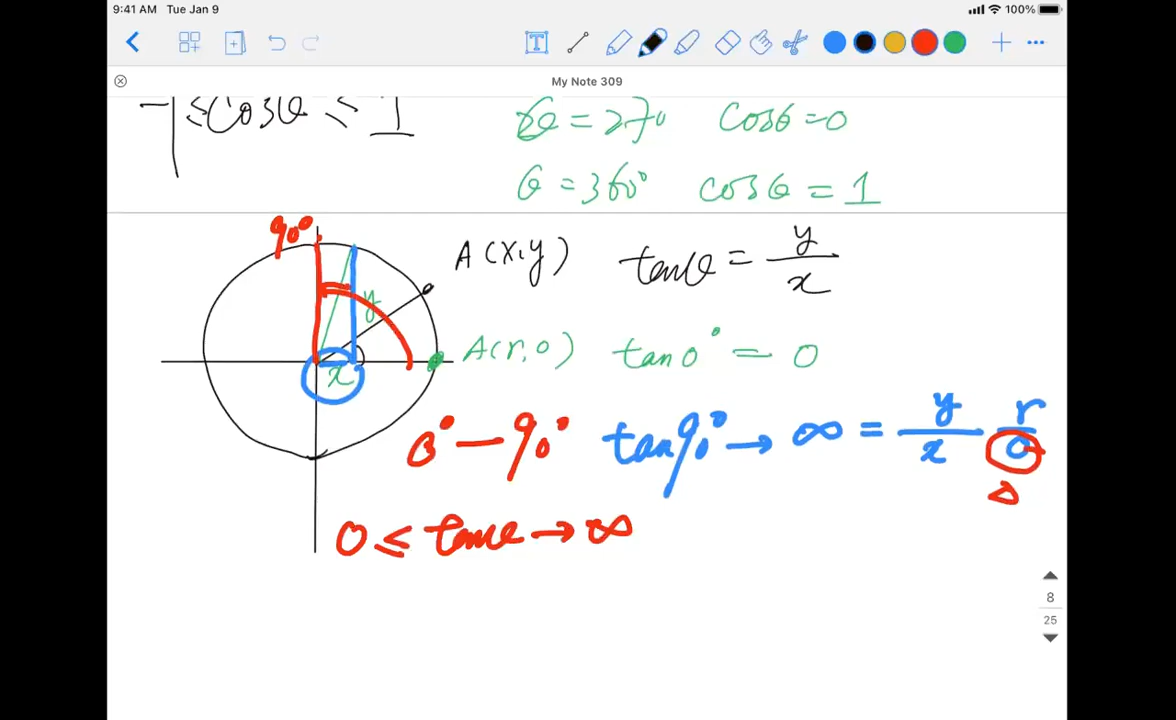 9:41 AM Tue Jan 9
100%
My Note 309
-1 ≤ Cosθ ≤ 1
θ = 270 Cosθ = 0
θ = 360° cosθ = 1
90°
A(x,y) tanθ = y/x
y
A(r,0) tan0° = 0
x
0° — 90° tan90° → ∞ = y/x r/0
0 ≤ tanθ → ∞
8
25